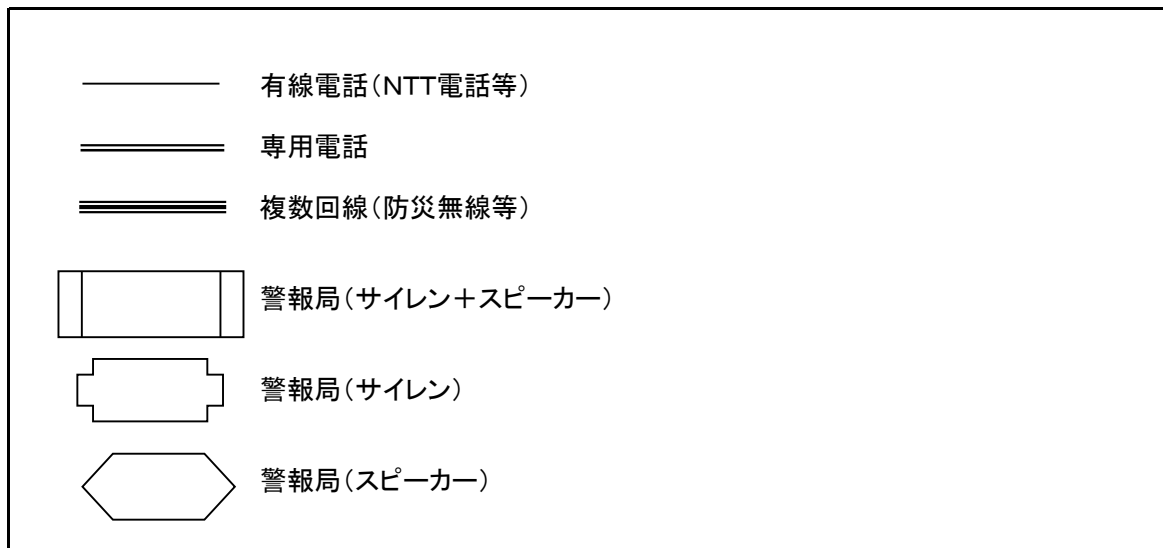 有線電話（NTT電話等）
専用電話
複数回線（防災無線等）
警報局（サイレン＋スピーカー）
警報局（サイレン）
警報局（スピーカー）